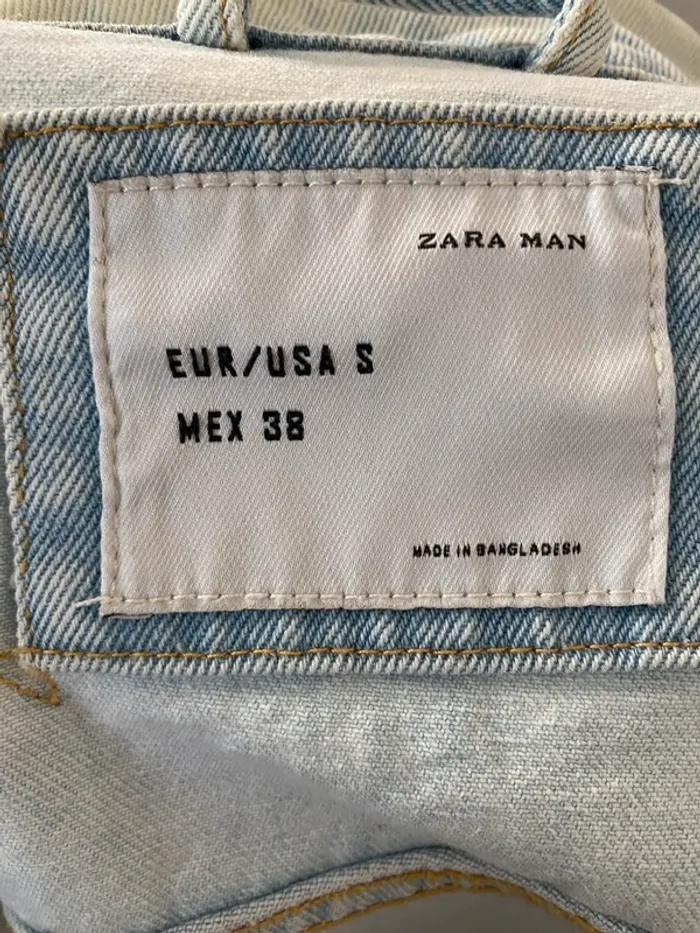 ZARA MAN
EUR/USA S
MEX 38
MADE IN BANGLADESH